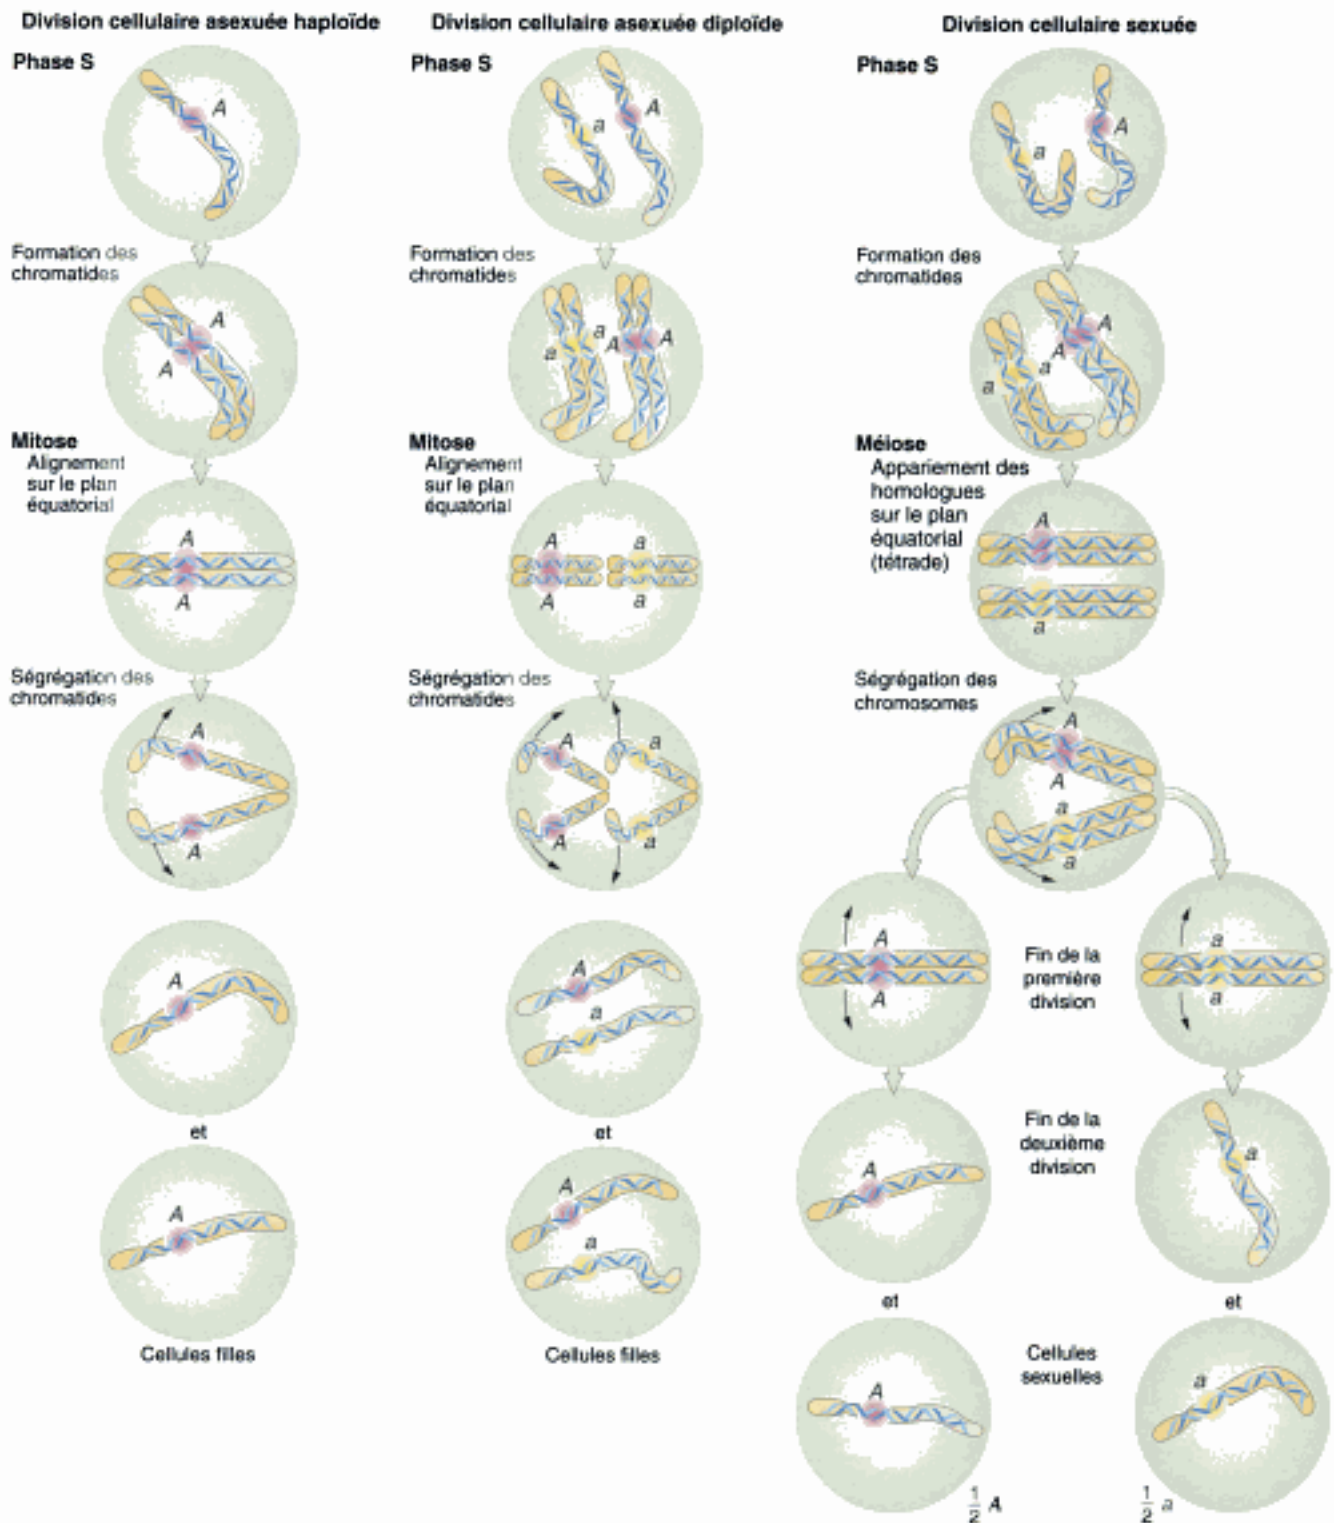 Division cellulaire asexuée haploïde
Phase S
A
Formation des
chromatides
A
A
Mitose
Alignement
sur le plan
équatorial
A
A
Ségrégation des
chromatides
A
A
A
et
A
Cellules filles
Division cellulaire asexuée diploïde
Phase S
a
A
Formation des
chromatides
a
a
A
A
Mitose
Alignement
sur le plan
équatorial
A
a
A
a
Ségrégation des
chromatides
A
a
A
a
A
a
et
A
a
Cellules filles
Division cellulaire sexuée
Phase S
a
A
Formation des
chromatides
A
A
a
a
Méiose
Appariement des
homologues
sur le plan
équatorial
(tétrade)
A
a
Ségrégation des
chromosomes
A
A
a
a
A
A
Fin de la
première
division
a
a
A
Fin de la
deuxième
division
a
et
et
A
Cellules
sexuelles
a
1/2 A
1/2 a